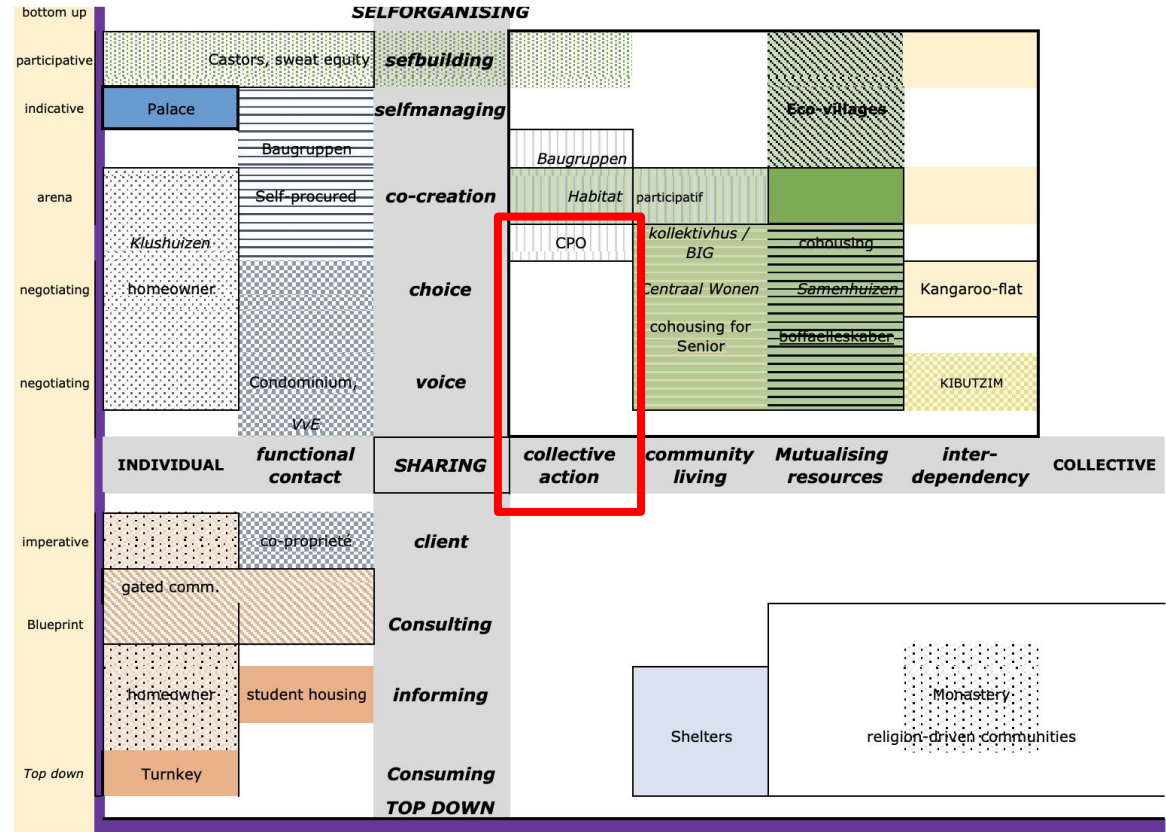 bottom up
SELFORGANISING
participative
Castors, sweat equity
sefbuilding
indicative
Palace
selfmanaging
Eco-villages
Baugruppen
Baugruppen
arena
Self-procured
co-creation
Habitat
participatif
Klushuizen
CPO
kollektivhus /
BIG
cohousing
negotiating
homeowner
choice
Centraal Wonen
Samenhuizen
Kangaroo-flat
cohousing for
Senior
boffaelleskaber
negotiating
Condominium,
voice
KIBUTZIM
VvE
INDIVIDUAL
functional
contact
SHARING
collective
action
community
living
Mutualising
resources
inter-
dependency
COLLECTIVE
imperative
co-proprieté
client
gated comm.
Blueprint
Consulting
homeowner
student housing
informing
Monastery
Shelters
religion-driven communities
Top down
Turnkey
Consuming
TOP DOWN